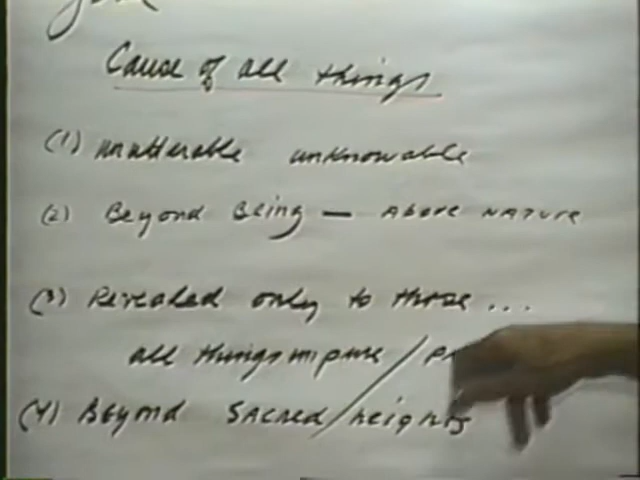 Cause of all things
(1) unutterable unknowable
(2) Beyond Being — Above NATURE
(3) Revealed only to those ...
all things impure /
(4) Beyond SACRED / heights